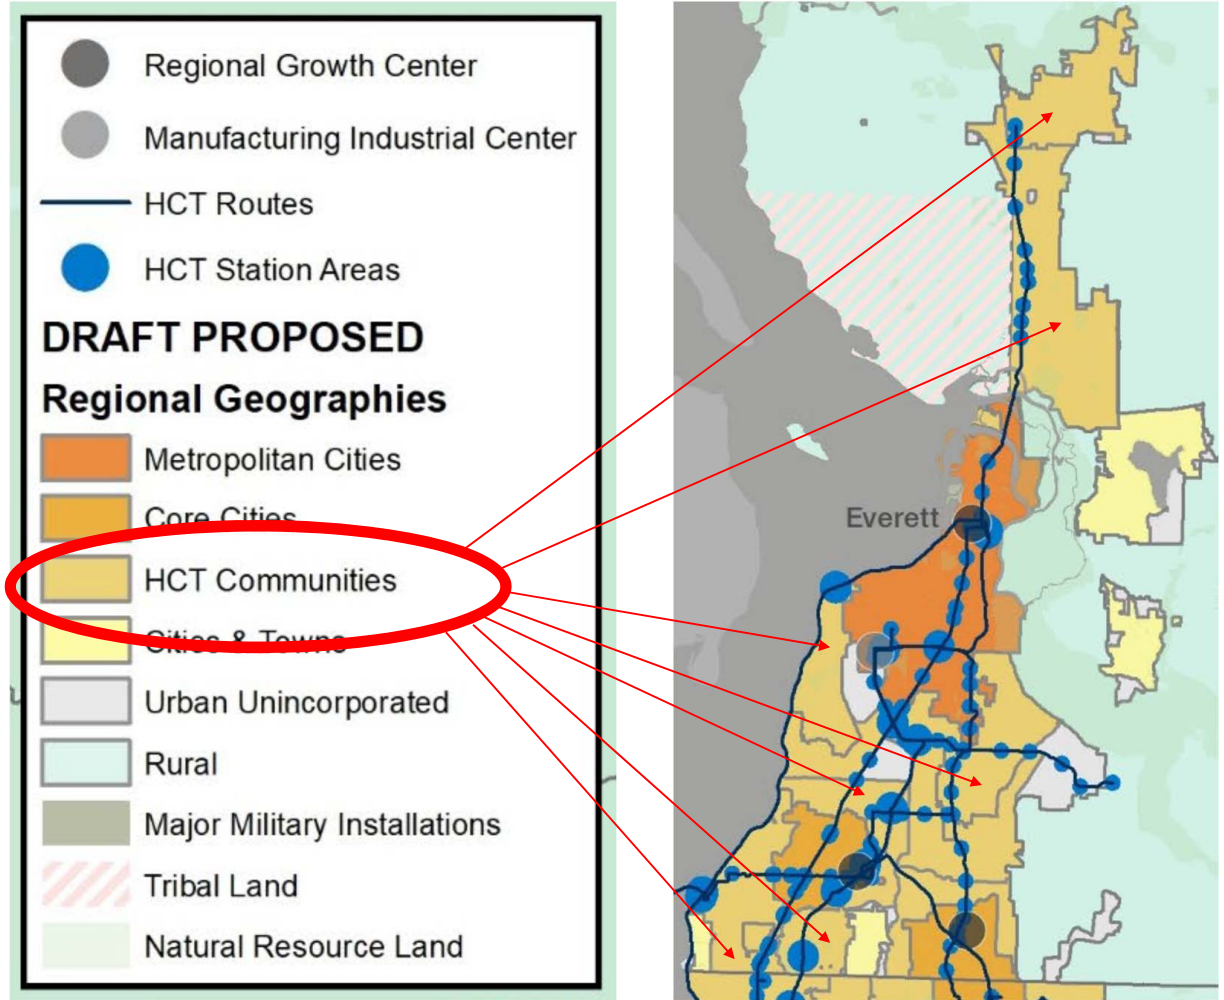 Regional Growth Center
Manufacturing Industrial Center
HCT Routes
HCT Station Areas
DRAFT PROPOSED
Regional Geographies
Metropolitan Cities
Core Cities
HCT Communities
Cities & Towns
Urban Unincorporated
Rural
Major Military Installations
Tribal Land
Natural Resource Land
Everett